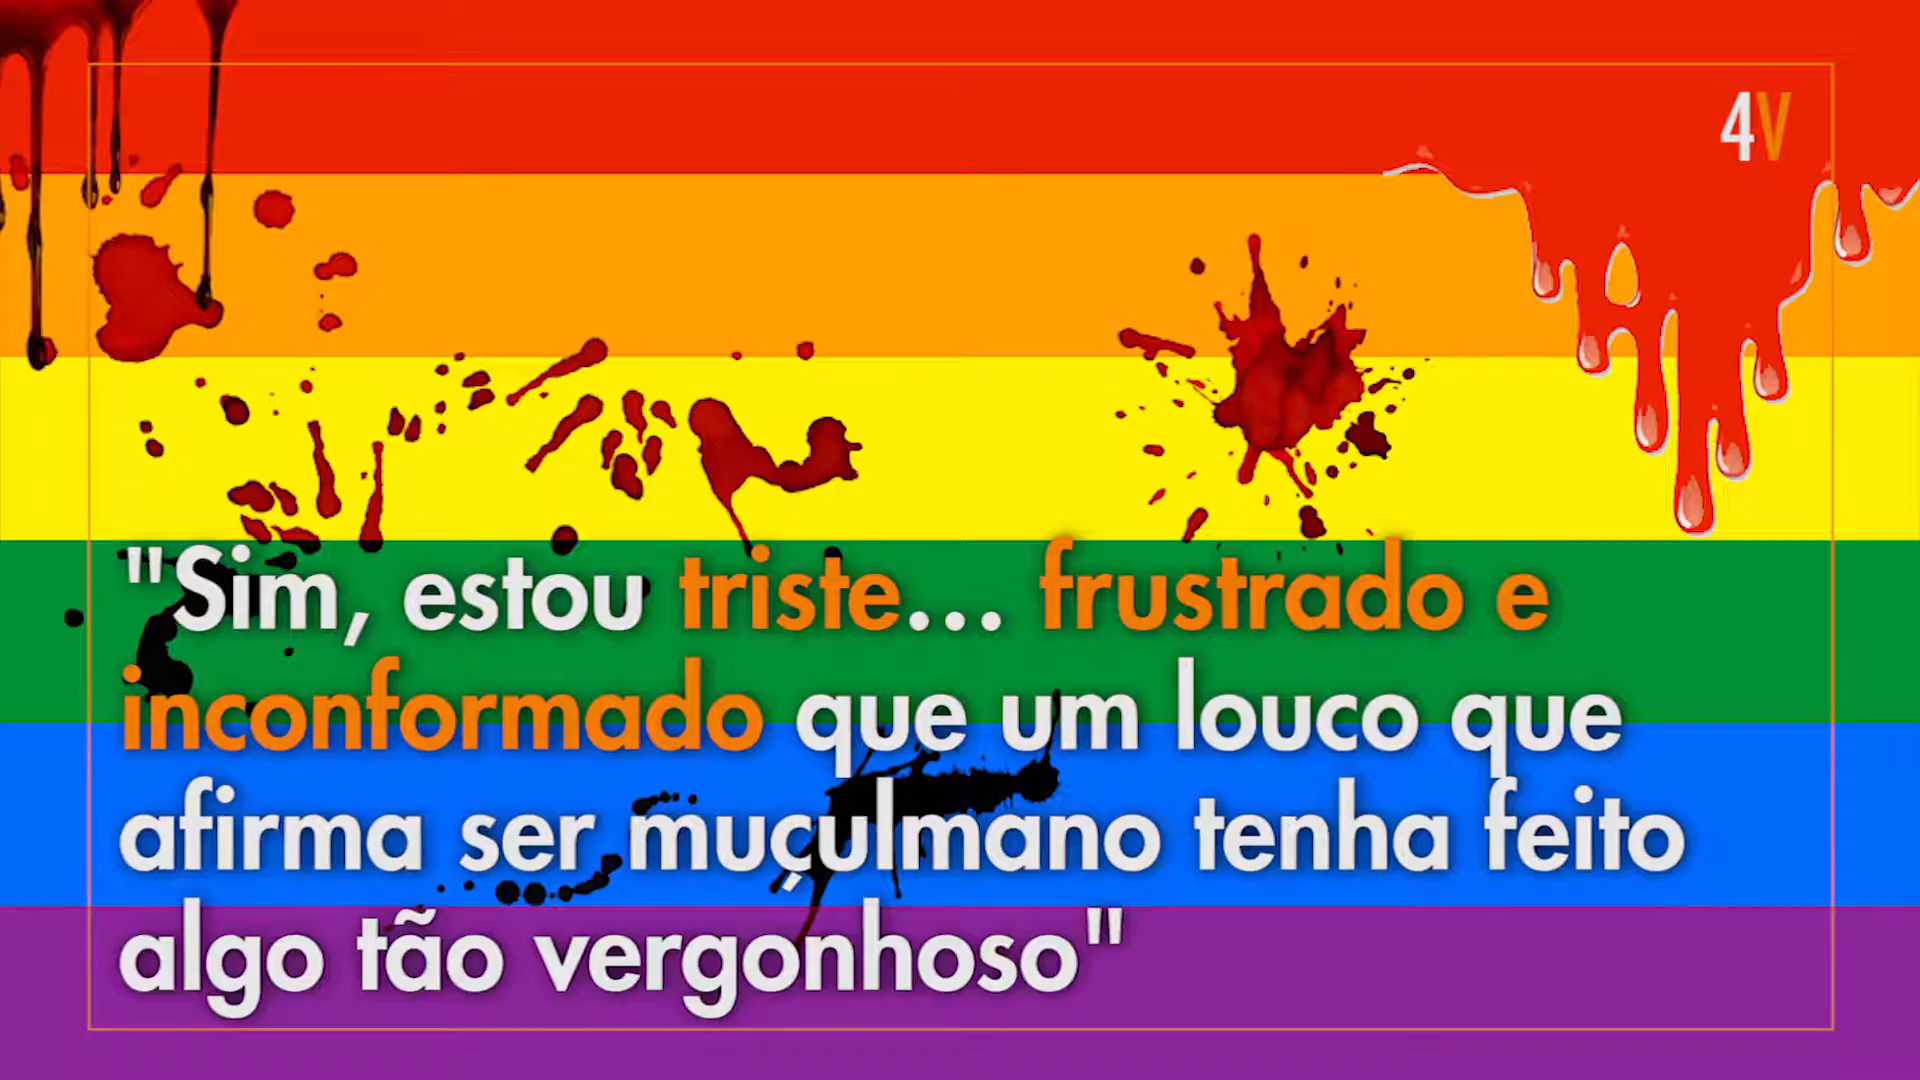 4V
"Sim, estou triste... frustrado e
inconformado que um louco que
afirma ser muçulmano tenha feito
algo tão vergonhoso"